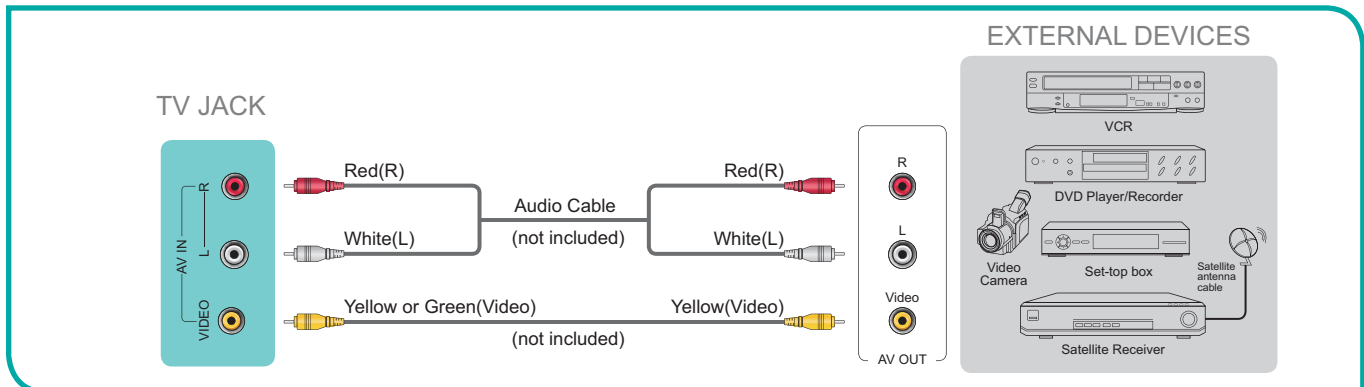 EXTERNAL DEVICES
TV JACK
AV IN
R
L
VIDEO
Red(R)
White(L)
Audio Cable
(not included)
Red(R)
White(L)
Yellow or Green(Video)
(not included)
Yellow(Video)
R
L
Video
AV OUT
VCR
DVD Player/Recorder
Video
Camera
Set-top box
Satellite
antenna
cable
Satellite Receiver